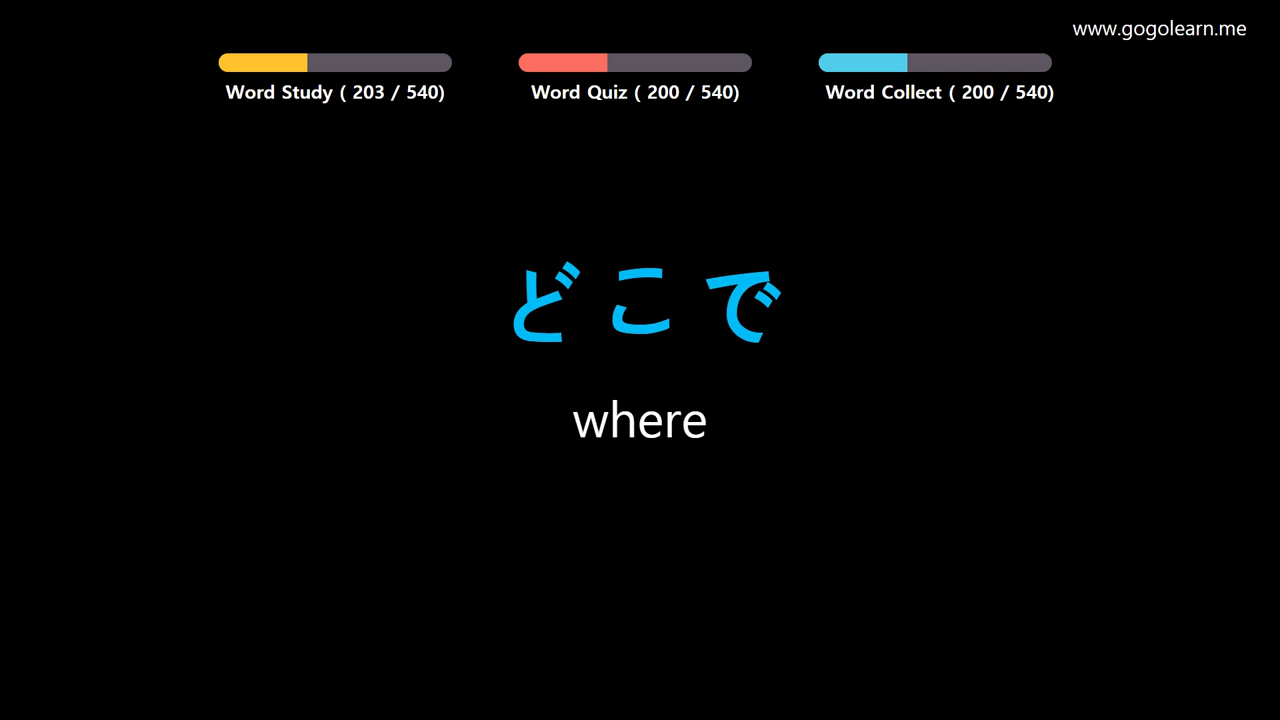 www.gogolearn.me
Word Study ( 203 / 540)
Word Quiz ( 200 / 540)
Word Collect ( 200 / 540)
どこで
where